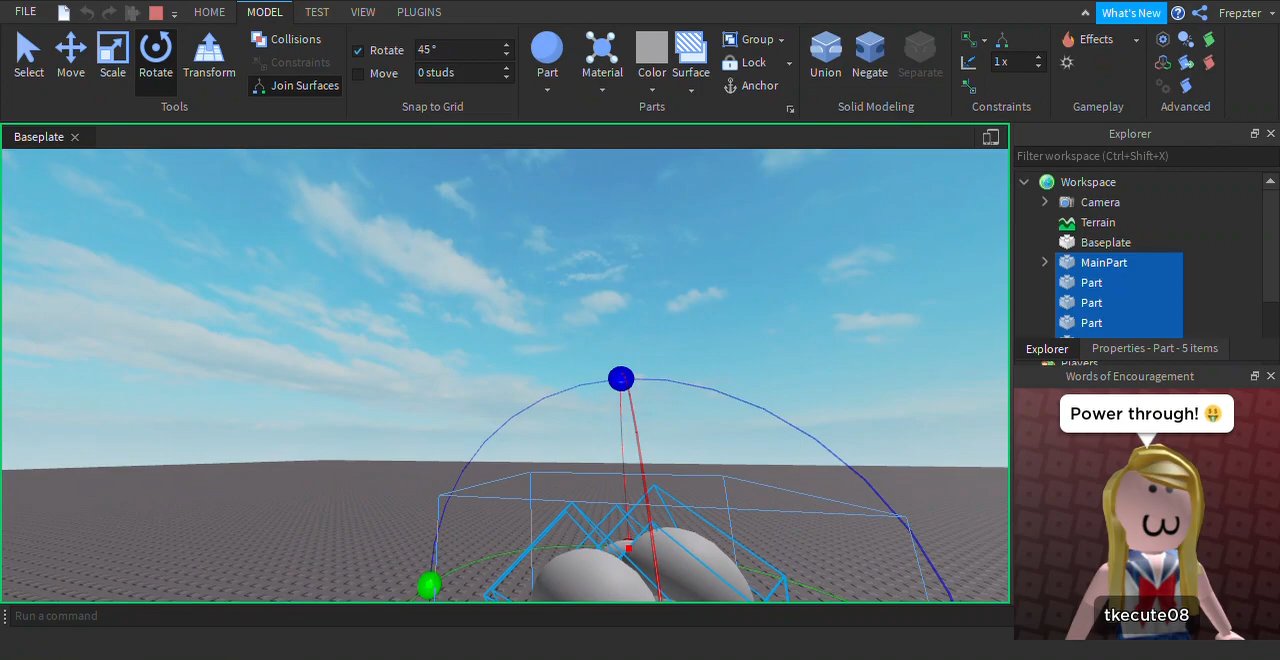 FILE
HOME
MODEL
TEST
VIEW
PLUGINS
What's New
Frepzter
Select
Move
Scale
Rotate
Transform
Collisions
Constraints
Join Surfaces
Tools
Rotate
45°
Move
0 studs
Snap to Grid
Part
Material
Color
Surface
Group
Lock
Anchor
Parts
Union
Negate
Separate
Solid Modeling
1x
Constraints
Effects
Gameplay
Advanced
Baseplate
Explorer
Filter workspace (Ctrl+Shift+X)
Workspace
Camera
Terrain
Baseplate
MainPart
Part
Part
Part
Explorer
Properties - Part - 5 items
Players
Words of Encouragement
Power through! 🤑
tkecute08
Run a command